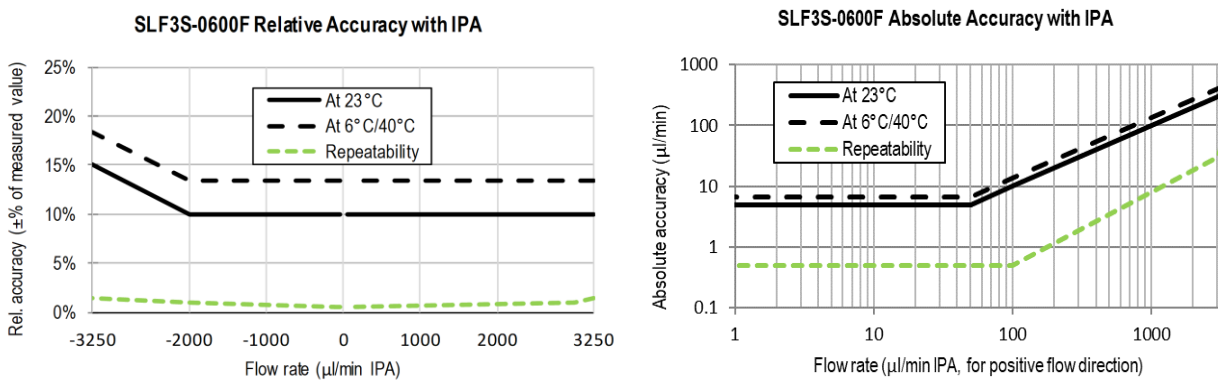 SLF3S-0600F Relative Accuracy with IPA
Rel. accuracy (±% of measured value)
25%
20%
15%
10%
5%
0%
At 23°C
At 6°C/40°C
Repeatability
-3250 -2000 -1000 0 1000 2000 3250
Flow rate (µl/min IPA)
SLF3S-0600F Absolute Accuracy with IPA
Absolute accuracy (µl/min)
1000
100
10
1
0.1
At 23°C
At 6°C/40°C
Repeatability
1 10 100 1000
Flow rate (µl/min IPA, for positive flow direction)